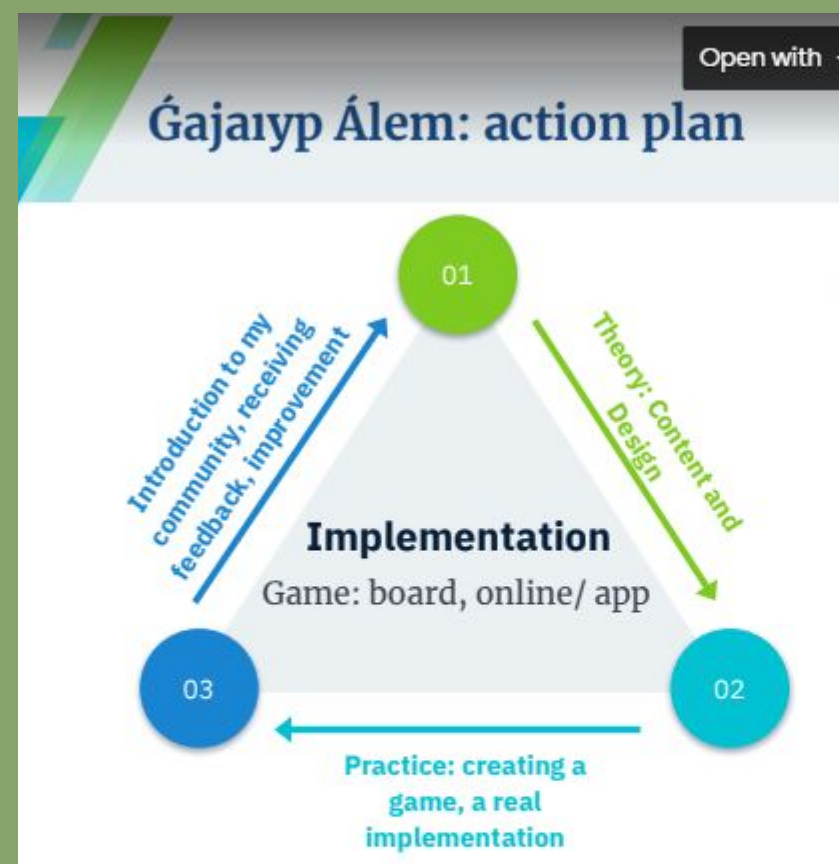 Open with
Ǵajaıyp Álem: action plan
01
Introduction to my
community, receiving
feedback, improvement
Theory: Content and
Design
Implementation
Game: board, online/ app
03
02
Practice: creating a
game, a real
implementation